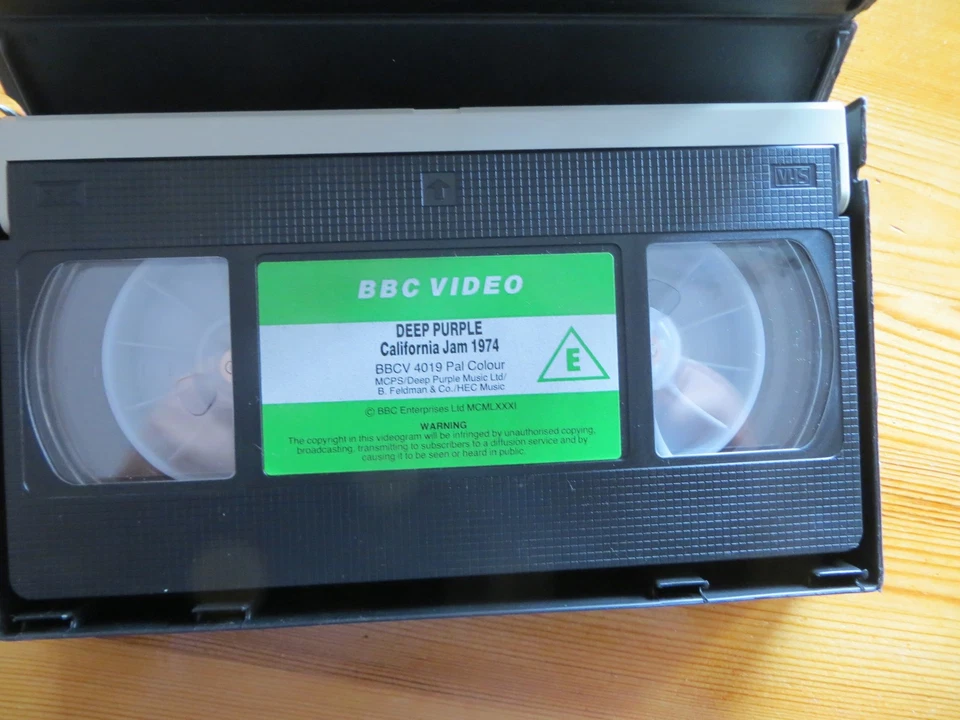 VHS
BBC VIDEO
DEEP PURPLE
California Jam 1974
BBCV 4019 Pal Colour
MCPS/Deep Purple Music Ltd/
B. Feldman & Co./HEC Music
E
© BBC Enterprises Ltd MCMLXXXI
WARNING
The copyright in this videogram will be infringed by unauthorised copying,
broadcasting, transmitting to subscribers to a diffusion service and by
causing it to be seen or heard in public.